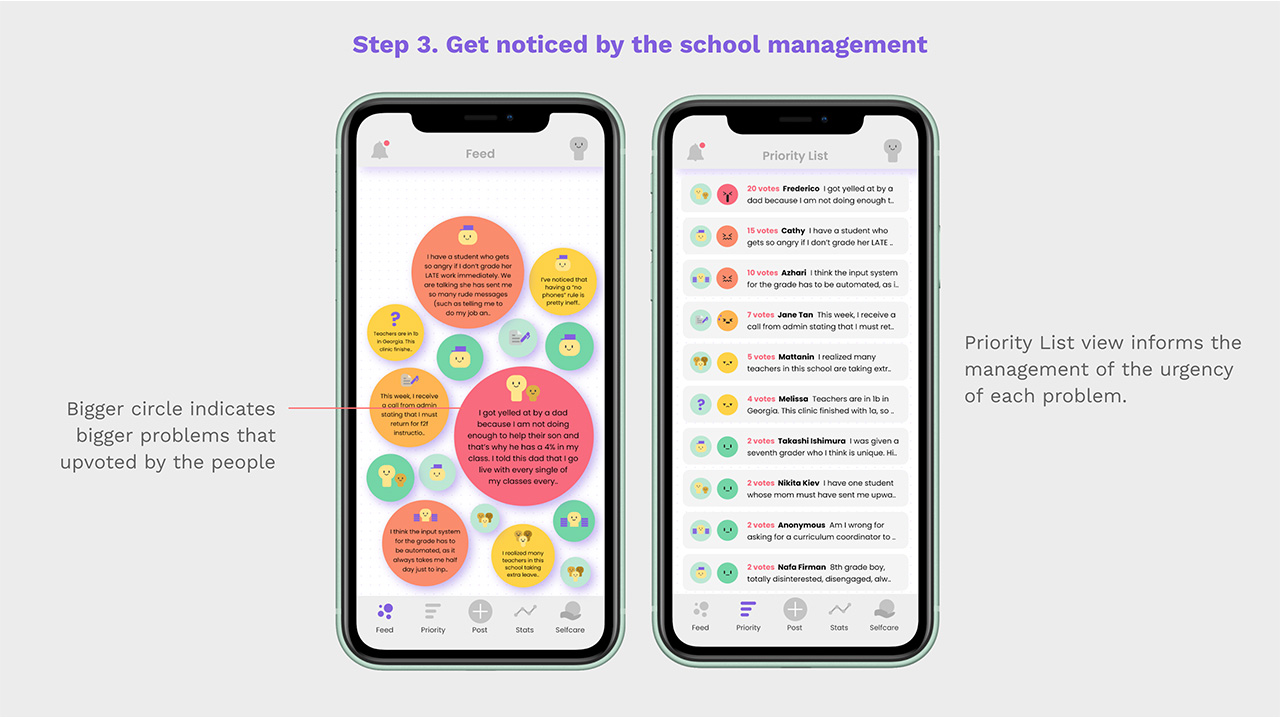 Step 3. Get noticed by the school management
Feed
I have a student who gets
so angry if I don't grade her
LATE work immediately. We
are talking she has sent me
so many rude messages
(such as telling me to
do my job an..
I've noticed that
having a "no
phones" rule is
pretty ineff..
?
Teachers are in 1b
in Georgia. This
clinic finishe..
This week, I receive
a call from admin
stating that I must
return for f2f
instructio..
I got yelled at by a dad
because I am not doing
enough to help their son and
that's why he has a 4% in my
class. I told this dad that I go
live with every single of
my classes every..
I think the input system
for the grade has to
be automated, as it
always takes me half
day just to inp..
I realized many
teachers in this
school taking
extra leave..
Feed
Priority
Post
Stats
Selfcare
Bigger circle indicates
bigger problems that
upvoted by the people
Priority List
20 votes Frederico I got yelled at by a
dad because I am not doing enough t..
15 votes Cathy I have a student who
gets so angry if I don't grade her LATE ..
10 votes Azhari I think the input system
for the grade has to be automated, as i..
7 votes Jane Tan This week, I receive a
call from admin stating that I must ret..
5 votes Mattanin I realized many
teachers in this school are taking extr..
?
4 votes Melissa Teachers are in 1b in
Georgia. This clinic finished with 1a, so ..
2 votes Takashi Ishimura I was given a
seventh grader who I think is unique. Hi..
2 votes Nikita Kiev I have one student
whose mom must have sent me upwa..
2 votes Anonymous Am I wrong for
asking for a curriculum coordinator to ..
2 votes Nafa Firman 8th grade boy,
totally disinterested, disengaged, alw..
Feed
Priority
Post
Stats
Selfcare
Priority List view informs the
management of the urgency
of each problem.